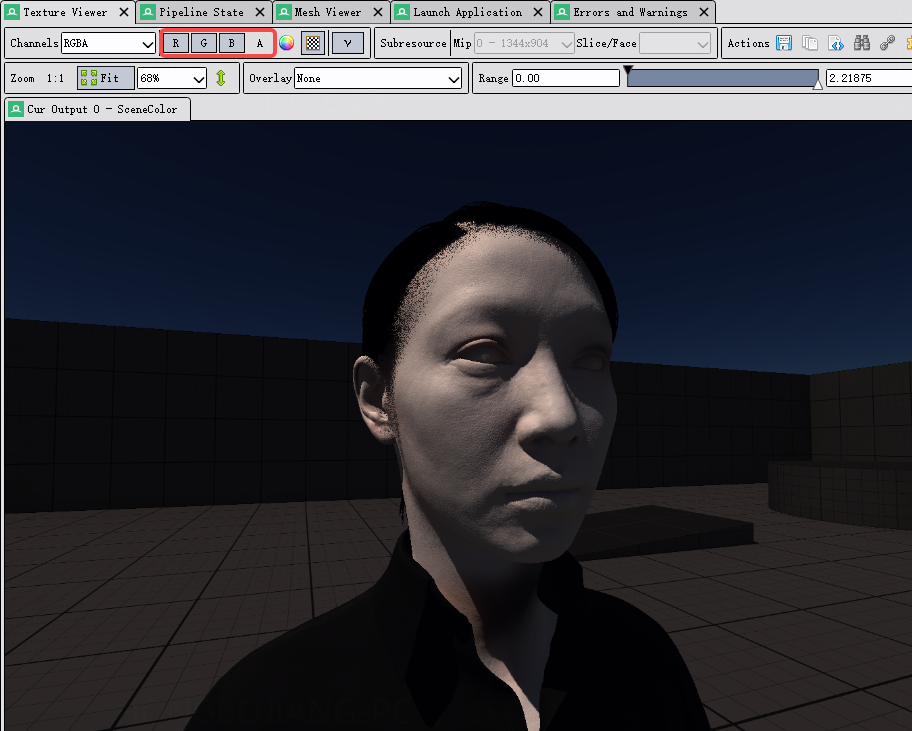 Texture Viewer Pipeline State Mesh Viewer Launch Application Errors and Warnings
Channels RGBA R G B A γ Subresource Mip 0 - 1344x904 Slice/Face Actions
Zoom 1:1 Fit 68% Overlay None Range 0.00 2.21875
Cur Output 0 - SceneColor